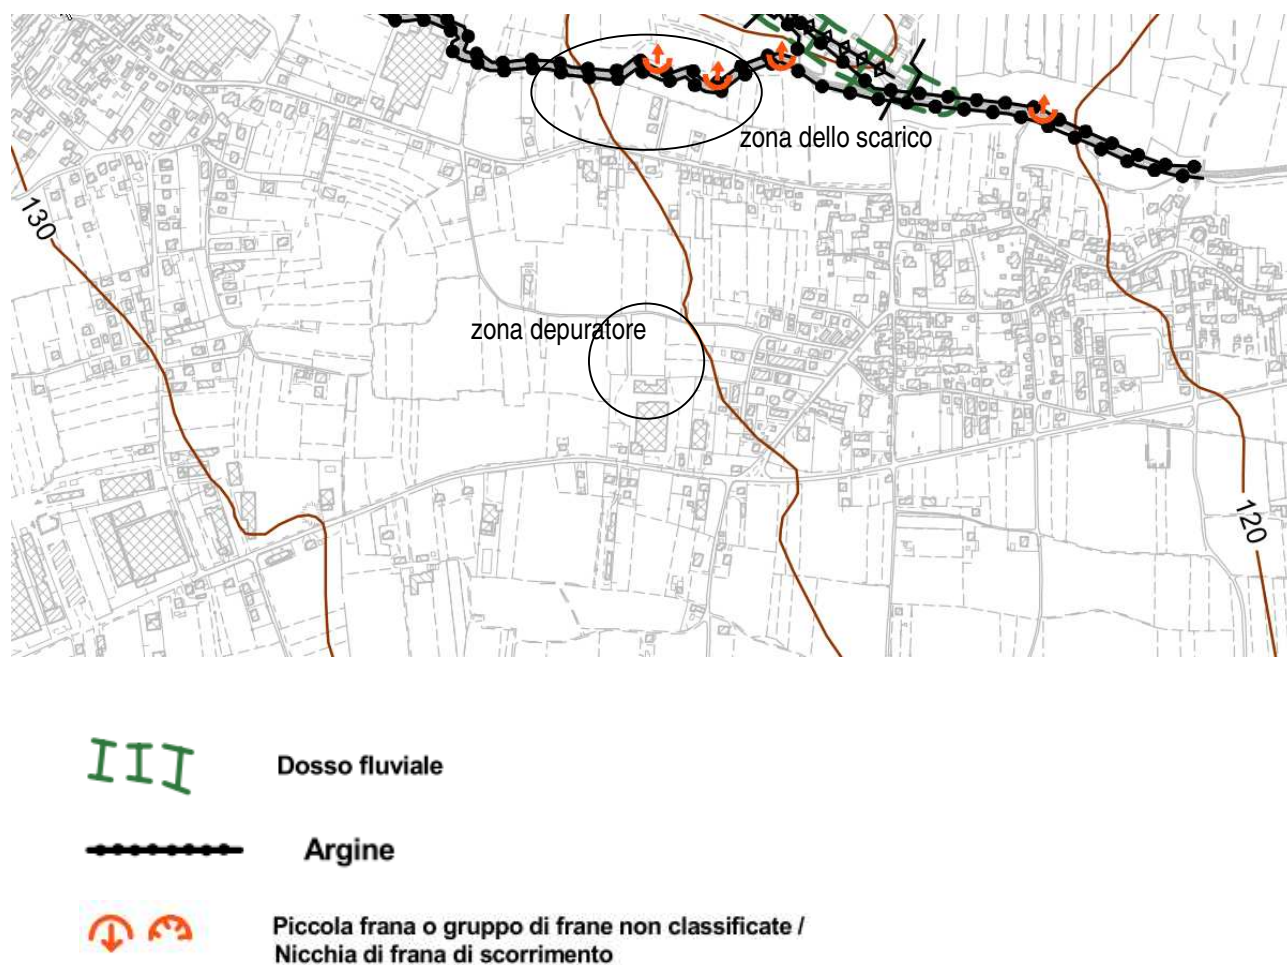 zona dello scarico
130
zona depuratore
120
Dosso fluviale
Argine
Piccola frana o gruppo di frane non classificate /
Nicchia di frana di scorrimento